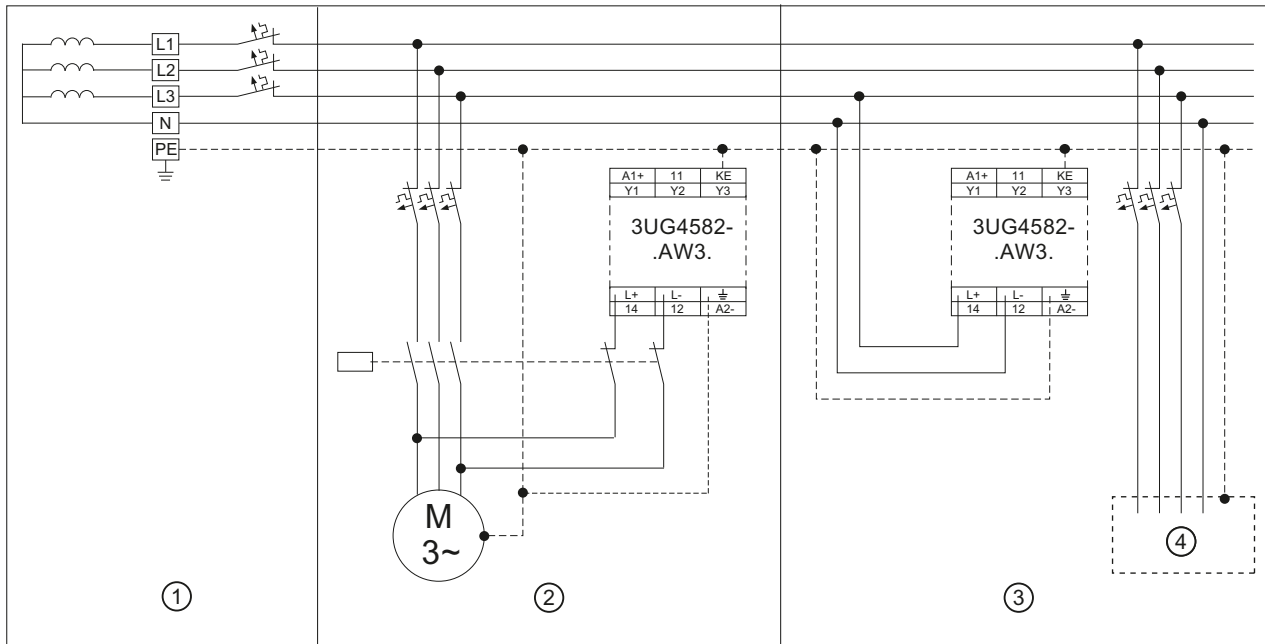 L1
L2
L3
N
PE
A1+ 11 KE
Y1 Y2 Y3
3UG4582-
.AW3.
L+ L-
14 12 A2-
M
3~
A1+ 11 KE
Y1 Y2 Y3
3UG4582-
.AW3.
L+ L-
14 12 A2-
④
① ② ③